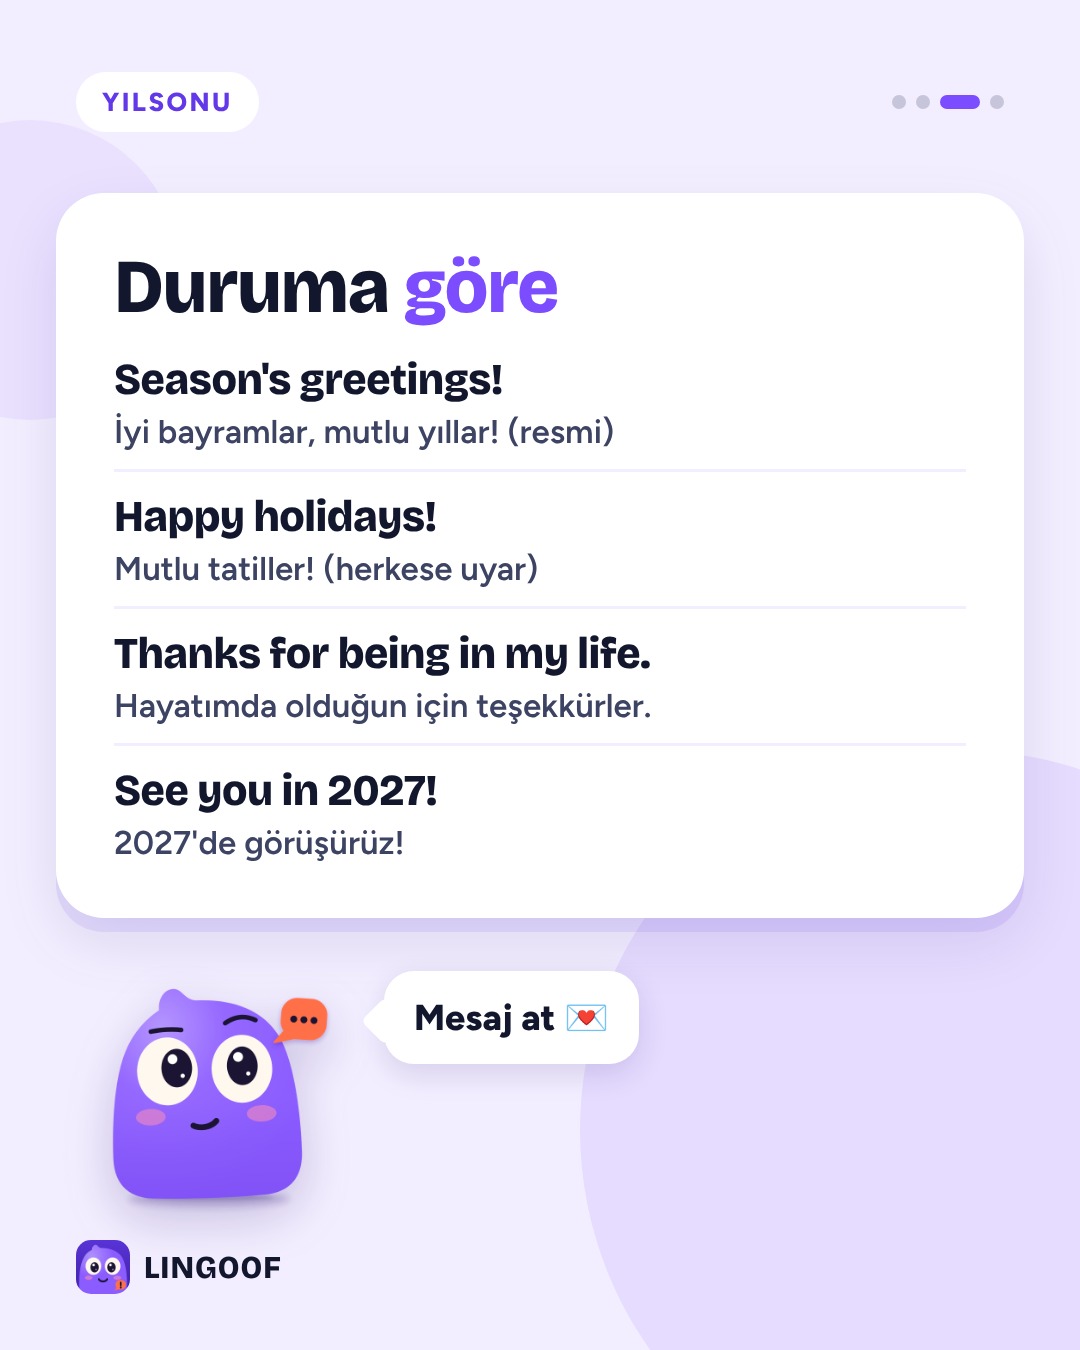 YILSONU
Duruma göre
Season's greetings!
İyi bayramlar, mutlu yıllar! (resmi)
Happy holidays!
Mutlu tatiller! (herkese uyar)
Thanks for being in my life.
Hayatımda olduğun için teşekkürler.
See you in 2027!
2027'de görüşürüz!
Mesaj at 💌
LINGOOF